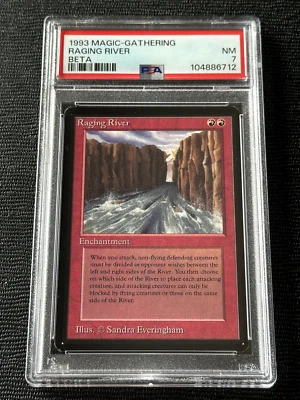 1993 MAGIC-GATHERING NM
RAGING RIVER 7
BETA PSA 104886712
Raging River
Enchantment
When you attack, non-flying defending creatures
must be divided as opponent wishes between the
left and right sides of the River. You then choose
on which side of the River to place each attacking
creature, and attacking creatures can only be
blocked by flying creatures or those on the same
side of the River.
Illus. © Sandra Everingham